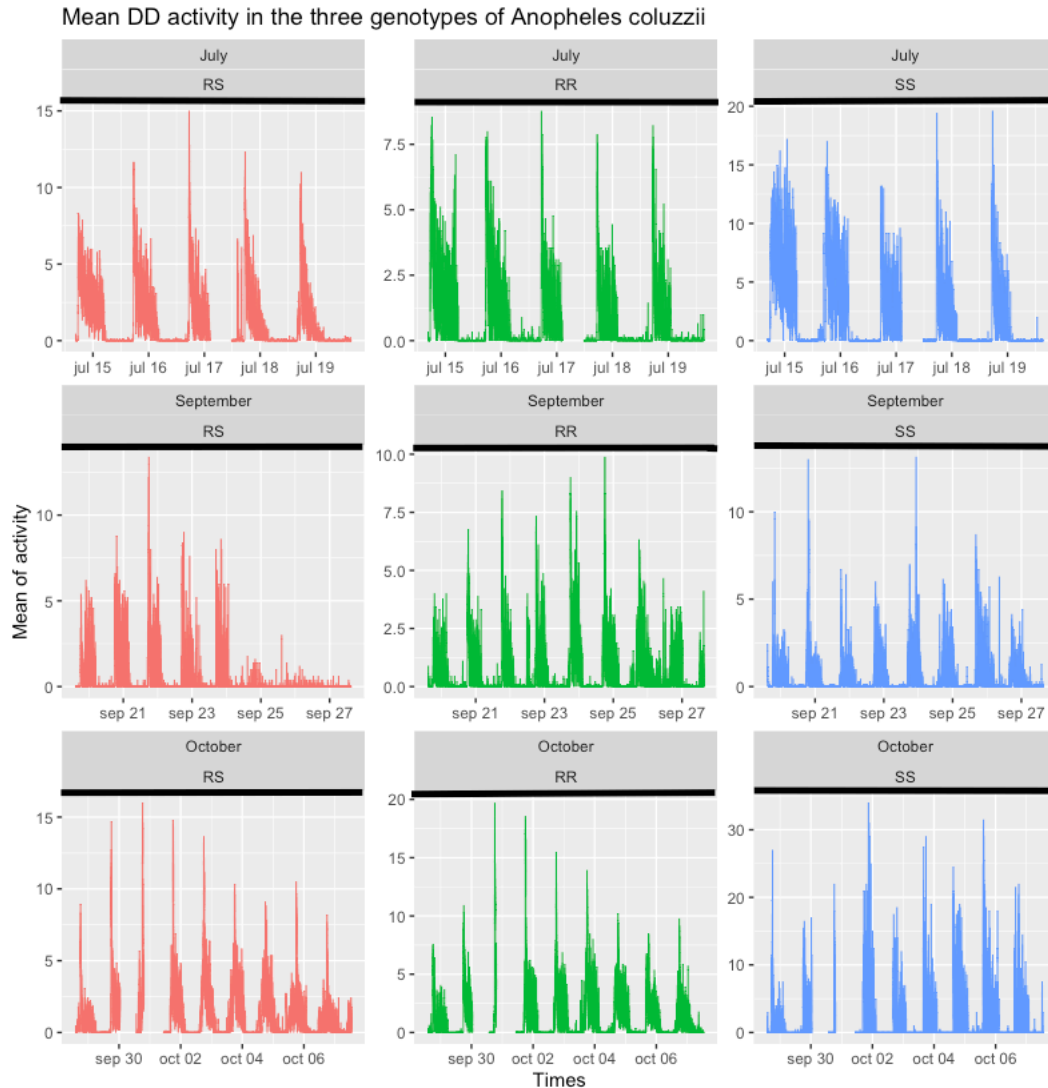 Mean DD activity in the three genotypes of Anopheles coluzzii
July July July
RS RR SS
15
10
5
0
7.5
5.0
2.5
0.0
20
15
10
5
0
jul 15 jul 16 jul 17 jul 18 jul 19
jul 15 jul 16 jul 17 jul 18 jul 19
jul 15 jul 16 jul 17 jul 18 jul 19
September September September
RS RR SS
Mean of activity
10
5
0
10.0
7.5
5.0
2.5
0.0
10
5
0
sep 21 sep 23 sep 25 sep 27
sep 21 sep 23 sep 25 sep 27
sep 21 sep 23 sep 25 sep 27
October October October
RS RR SS
15
10
5
0
20
15
10
5
0
30
20
10
0
sep 30 oct 02 oct 04 oct 06
sep 30 oct 02 oct 04 oct 06
sep 30 oct 02 oct 04 oct 06
Times